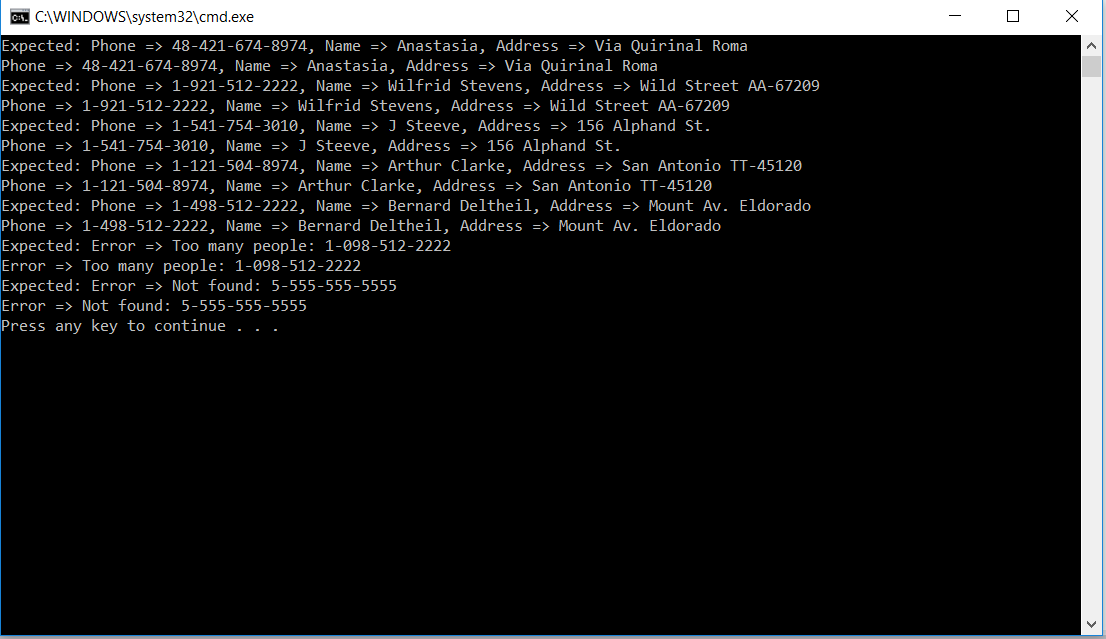 C:\WINDOWS\system32\cmd.exe
Expected: Phone => 48-421-674-8974, Name => Anastasia, Address => Via Quirinal Roma
Phone => 48-421-674-8974, Name => Anastasia, Address => Via Quirinal Roma
Expected: Phone => 1-921-512-2222, Name => Wilfrid Stevens, Address => Wild Street AA-67209
Phone => 1-921-512-2222, Name => Wilfrid Stevens, Address => Wild Street AA-67209
Expected: Phone => 1-541-754-3010, Name => J Steeve, Address => 156 Alphand St.
Phone => 1-541-754-3010, Name => J Steeve, Address => 156 Alphand St.
Expected: Phone => 1-121-504-8974, Name => Arthur Clarke, Address => San Antonio TT-45120
Phone => 1-121-504-8974, Name => Arthur Clarke, Address => San Antonio TT-45120
Expected: Phone => 1-498-512-2222, Name => Bernard Deltheil, Address => Mount Av. Eldorado
Phone => 1-498-512-2222, Name => Bernard Deltheil, Address => Mount Av. Eldorado
Expected: Error => Too many people: 1-098-512-2222
Error => Too many people: 1-098-512-2222
Expected: Error => Not found: 5-555-555-5555
Error => Not found: 5-555-555-5555
Press any key to continue . . .